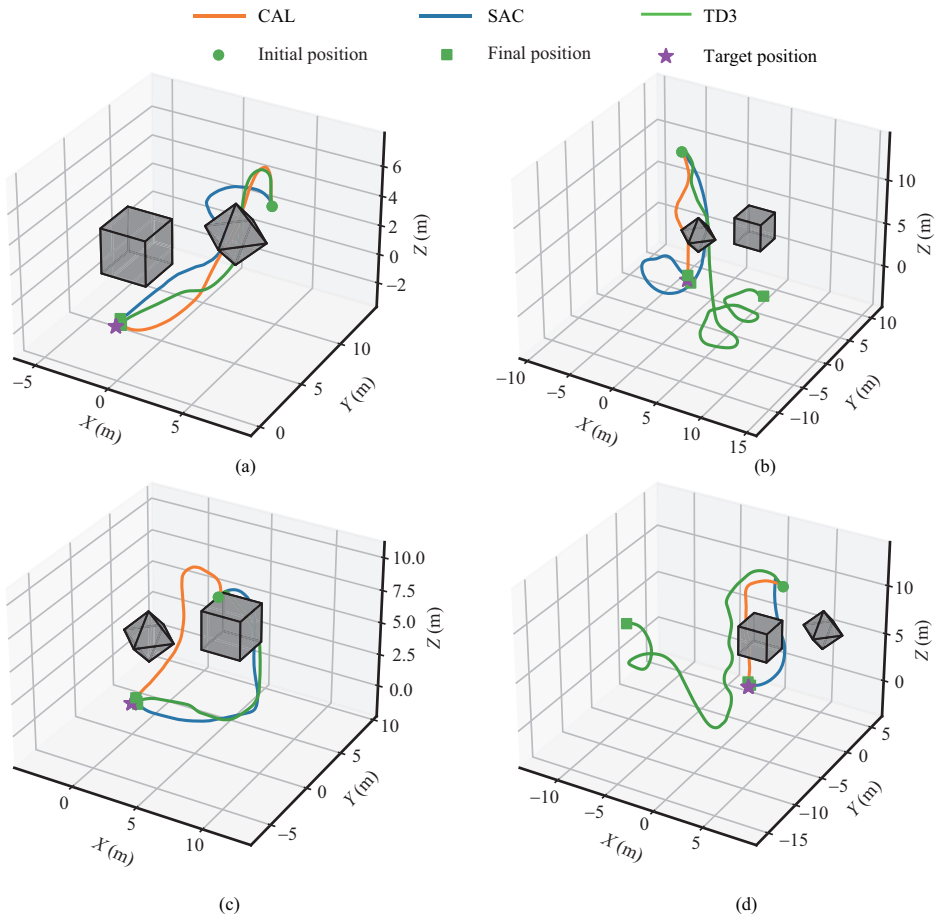 CAL SAC TD3
Initial position Final position Target position
6
4
2
0
−2
Z (m)
−5
0
5
X (m)
0
5
10
Y (m)
(a)
10
5
0
Z (m)
−10
−5
0
5
10
15
X (m)
−10
−5
0
5
10
Y (m)
(b)
10.0
7.5
5.0
2.5
0.0
Z (m)
0
5
10
X (m)
−5
0
5
10
Y (m)
(c)
10
5
0
Z (m)
−10
−5
0
5
X (m)
−15
−10
−5
0
5
Y (m)
(d)